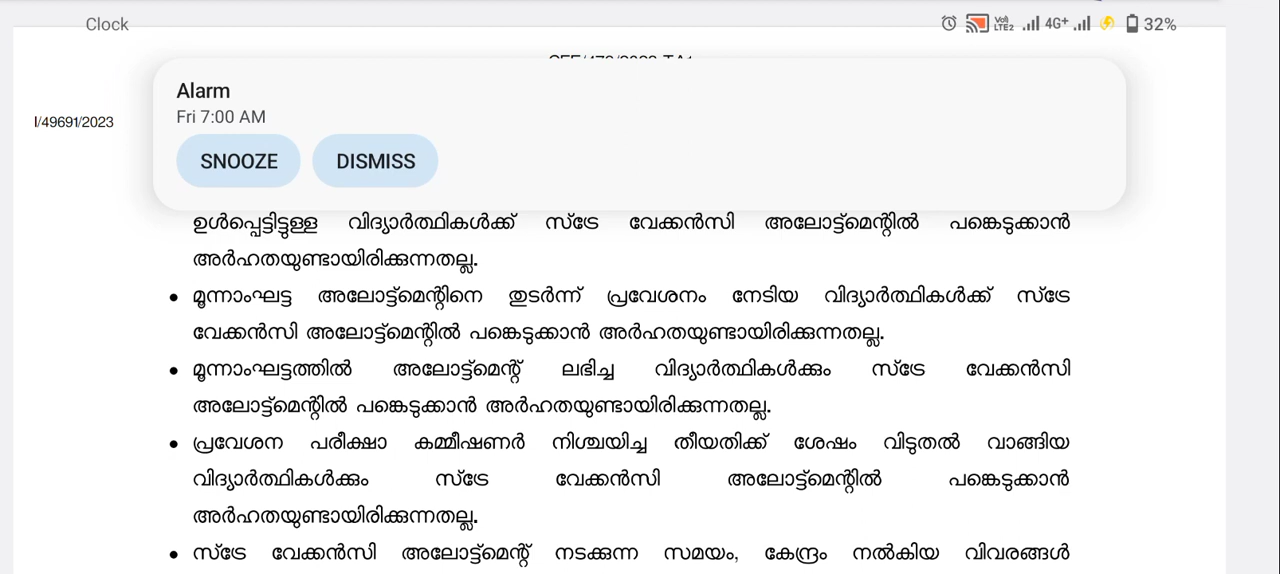 Clock
VoI) LTE2 4G+ 32%
I/49691/2023
Alarm
Fri 7:00 AM
SNOOZE DISMISS
ഉൾപ്പെട്ടിട്ടുള്ള വിദ്യാർത്ഥികൾക്ക് സ്ട്രേ വേക്കൻസി അലോട്ട്മെന്റിൽ പങ്കെടുക്കാൻ
അർഹതയുണ്ടായിരിക്കുന്നതല്ല.
• മൂന്നാംഘട്ട അലോട്ട്മെന്റിനെ തുടർന്ന് പ്രവേശനം നേടിയ വിദ്യാർത്ഥികൾക്ക് സ്ട്രേ
വേക്കൻസി അലോട്ട്മെന്റിൽ പങ്കെടുക്കാൻ അർഹതയുണ്ടായിരിക്കുന്നതല്ല.
• മൂന്നാംഘട്ടത്തിൽ അലോട്ട്മെന്റ് ലഭിച്ച വിദ്യാർത്ഥികൾക്കും സ്ട്രേ വേക്കൻസി
അലോട്ട്മെന്റിൽ പങ്കെടുക്കാൻ അർഹതയുണ്ടായിരിക്കുന്നതല്ല.
• പ്രവേശന പരീക്ഷാ കമ്മീഷണർ നിശ്ചയിച്ച തീയതിക്ക് ശേഷം വിടുതൽ വാങ്ങിയ
വിദ്യാർത്ഥികൾക്കും സ്ട്രേ വേക്കൻസി അലോട്ട്മെന്റിൽ പങ്കെടുക്കാൻ
അർഹതയുണ്ടായിരിക്കുന്നതല്ല.
• സ്ട്രേ വേക്കൻസി അലോട്ട്മെന്റ് നടക്കുന്ന സമയം, കേന്ദ്രം നൽകിയ വിവരങ്ങൾ